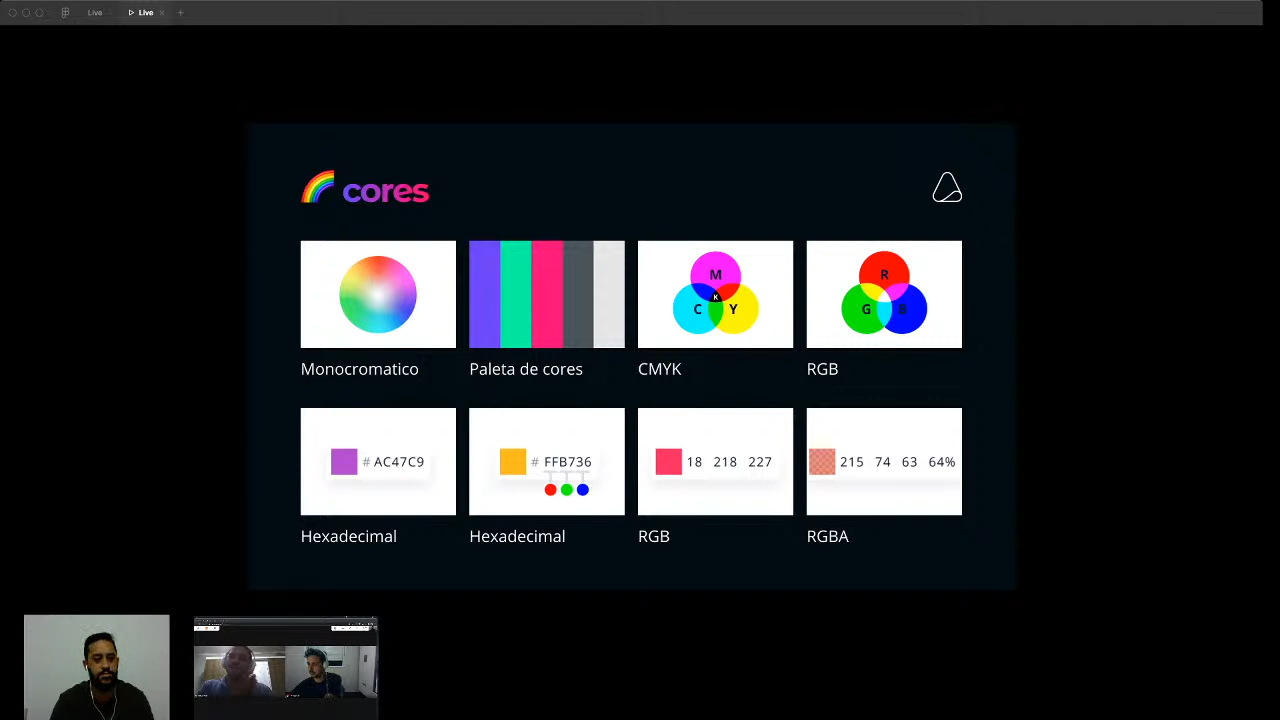 Live
Live
cores
M
C
K
Y
R
G
B
Monocromatico
Paleta de cores
CMYK
RGB
# AC47C9
# FFB736
18 218 227
215 74 63 64%
Hexadecimal
Hexadecimal
RGB
RGBA